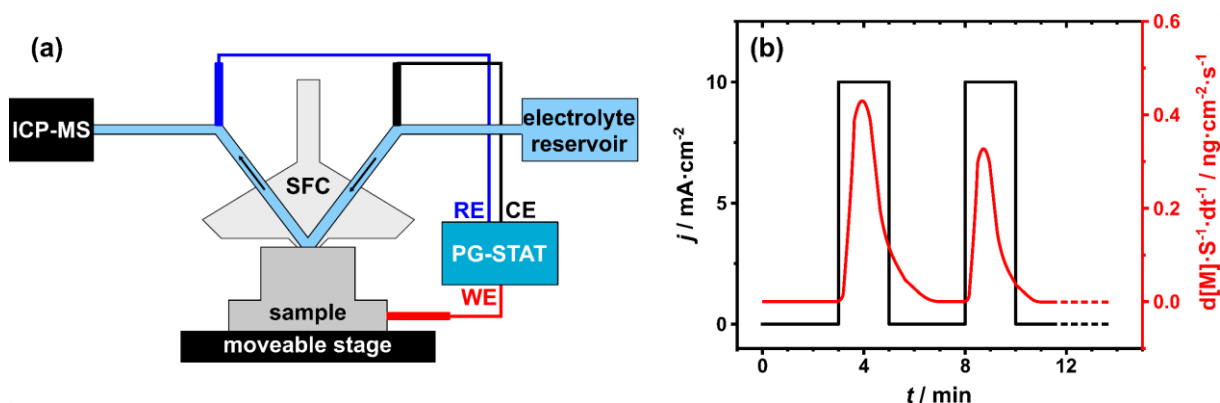 (a)
ICP-MS
electrolyte
reservoir
SFC
RE
CE
PG-STAT
WE
sample
moveable stage
(b)
j / mA·cm⁻²
10
5
0
0
4
8
12
t / min
0.6
0.4
0.2
0.0
d[M]·S⁻¹·dt⁻¹ / ng·cm⁻²·s⁻¹